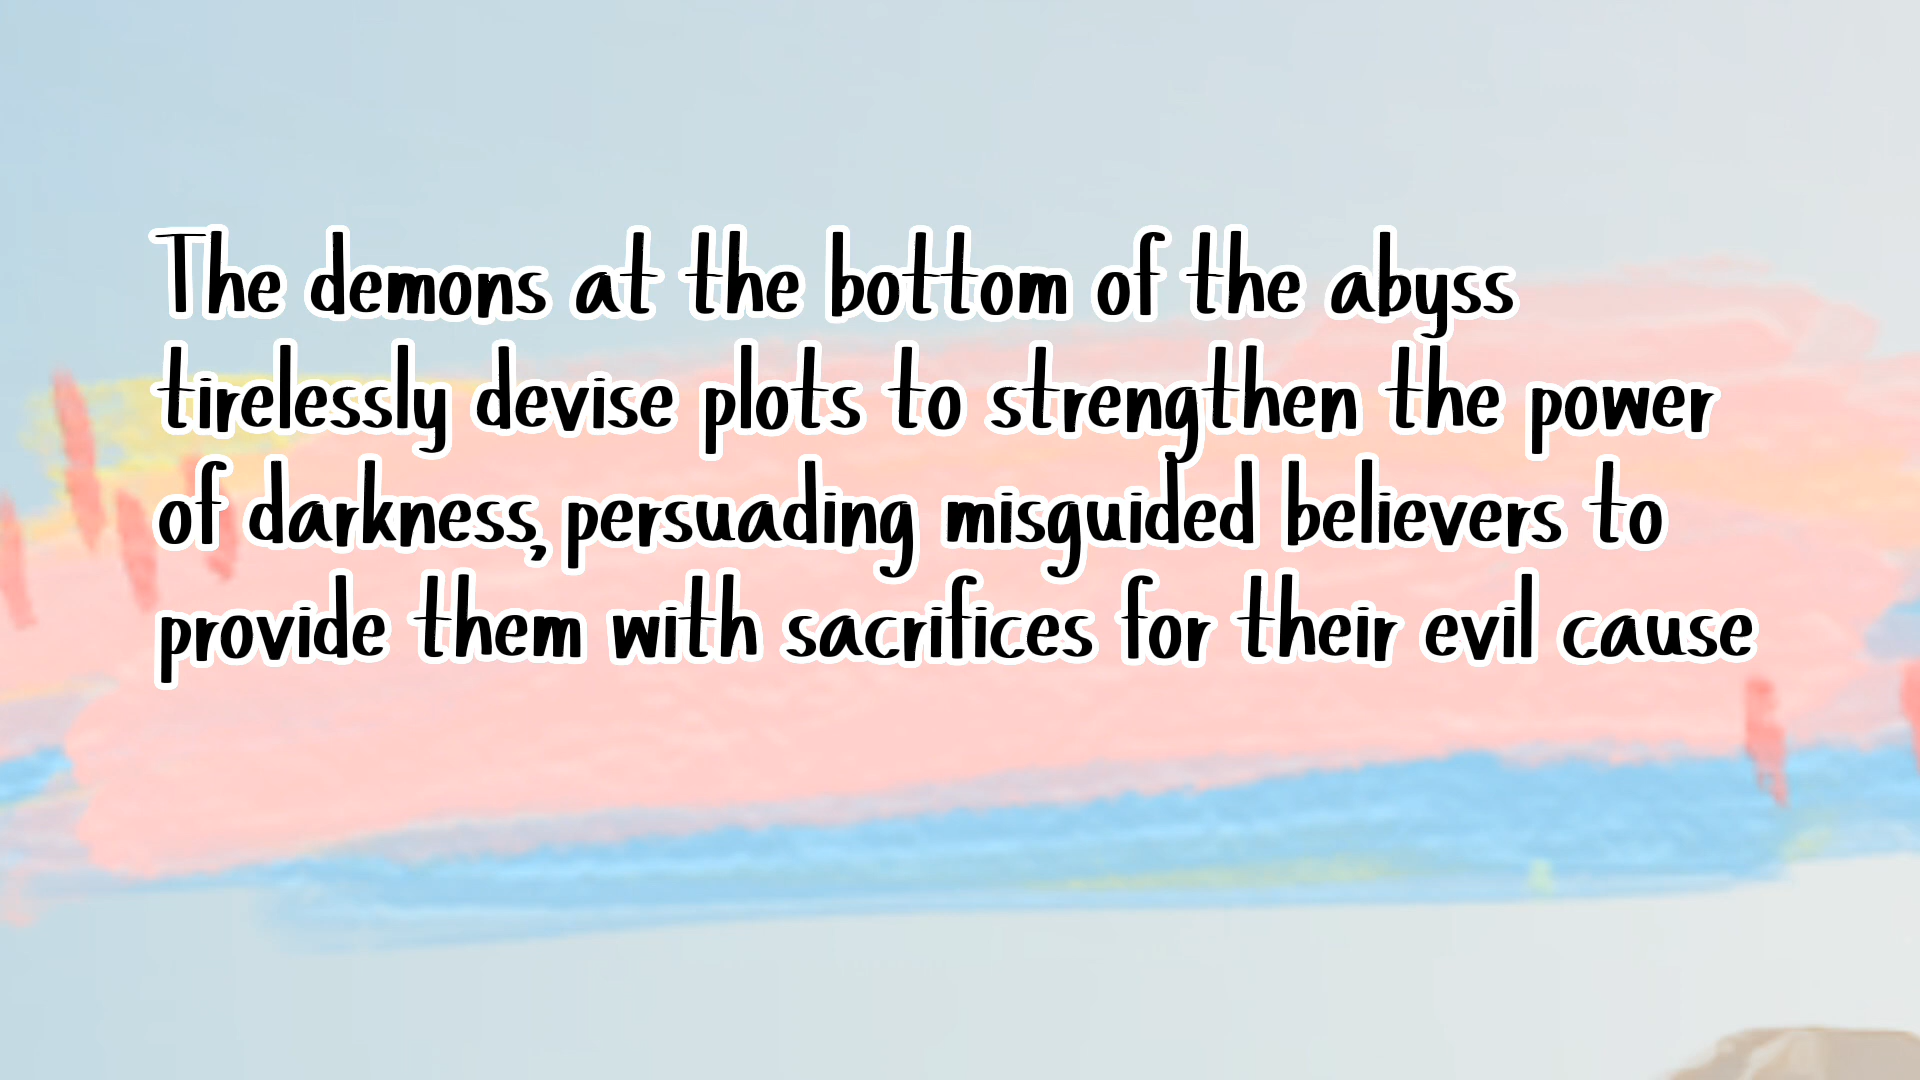 The demons at the bottom of the abyss
tirelessly devise plots to strengthen the power
of darkness, persuading misguided believers to
provide them with sacrifices for their evil cause